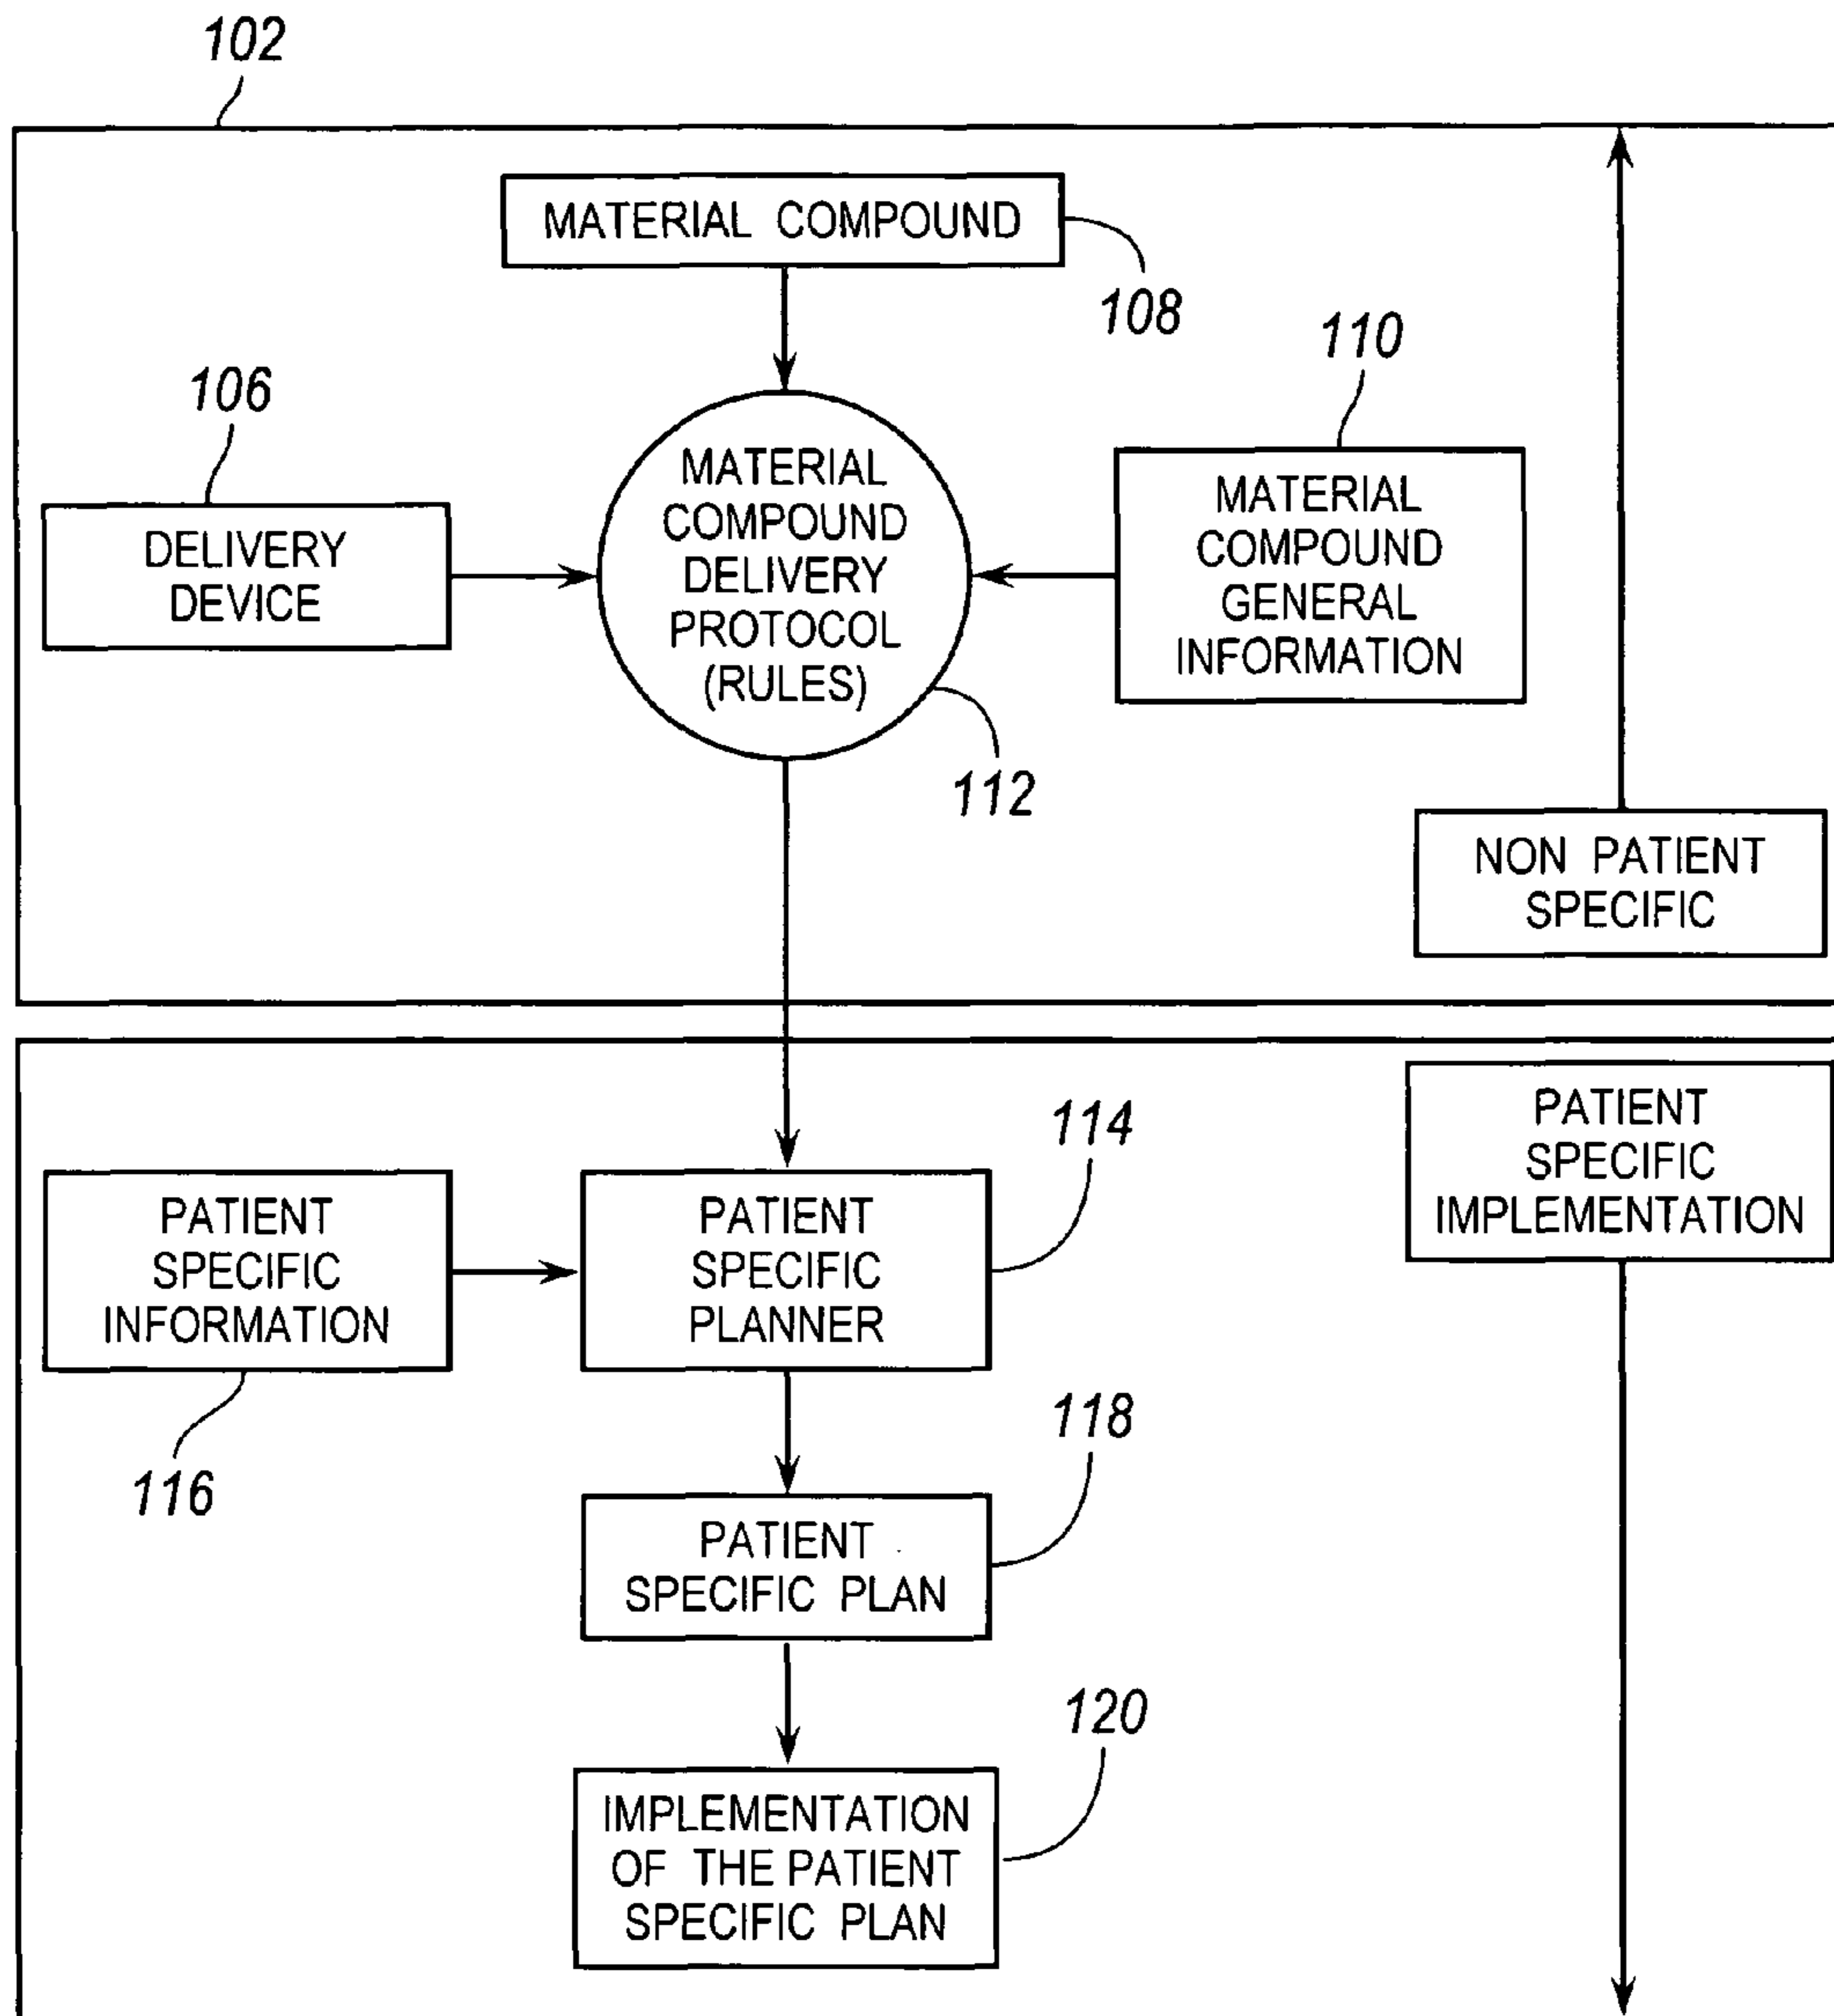 102
MATERIAL COMPOUND
108
110
106
MATERIAL
COMPOUND
DELIVERY
PROTOCOL
(RULES)
MATERIAL
COMPOUND
GENERAL
INFORMATION
DELIVERY
DEVICE
112
NON PATIENT
SPECIFIC
PATIENT
SPECIFIC
IMPLEMENTATION
114
PATIENT
SPECIFIC
INFORMATION
PATIENT
SPECIFIC
PLANNER
116
118
PATIENT
SPECIFIC PLAN
120
IMPLEMENTATION
OF THE PATIENT
SPECIFIC PLAN